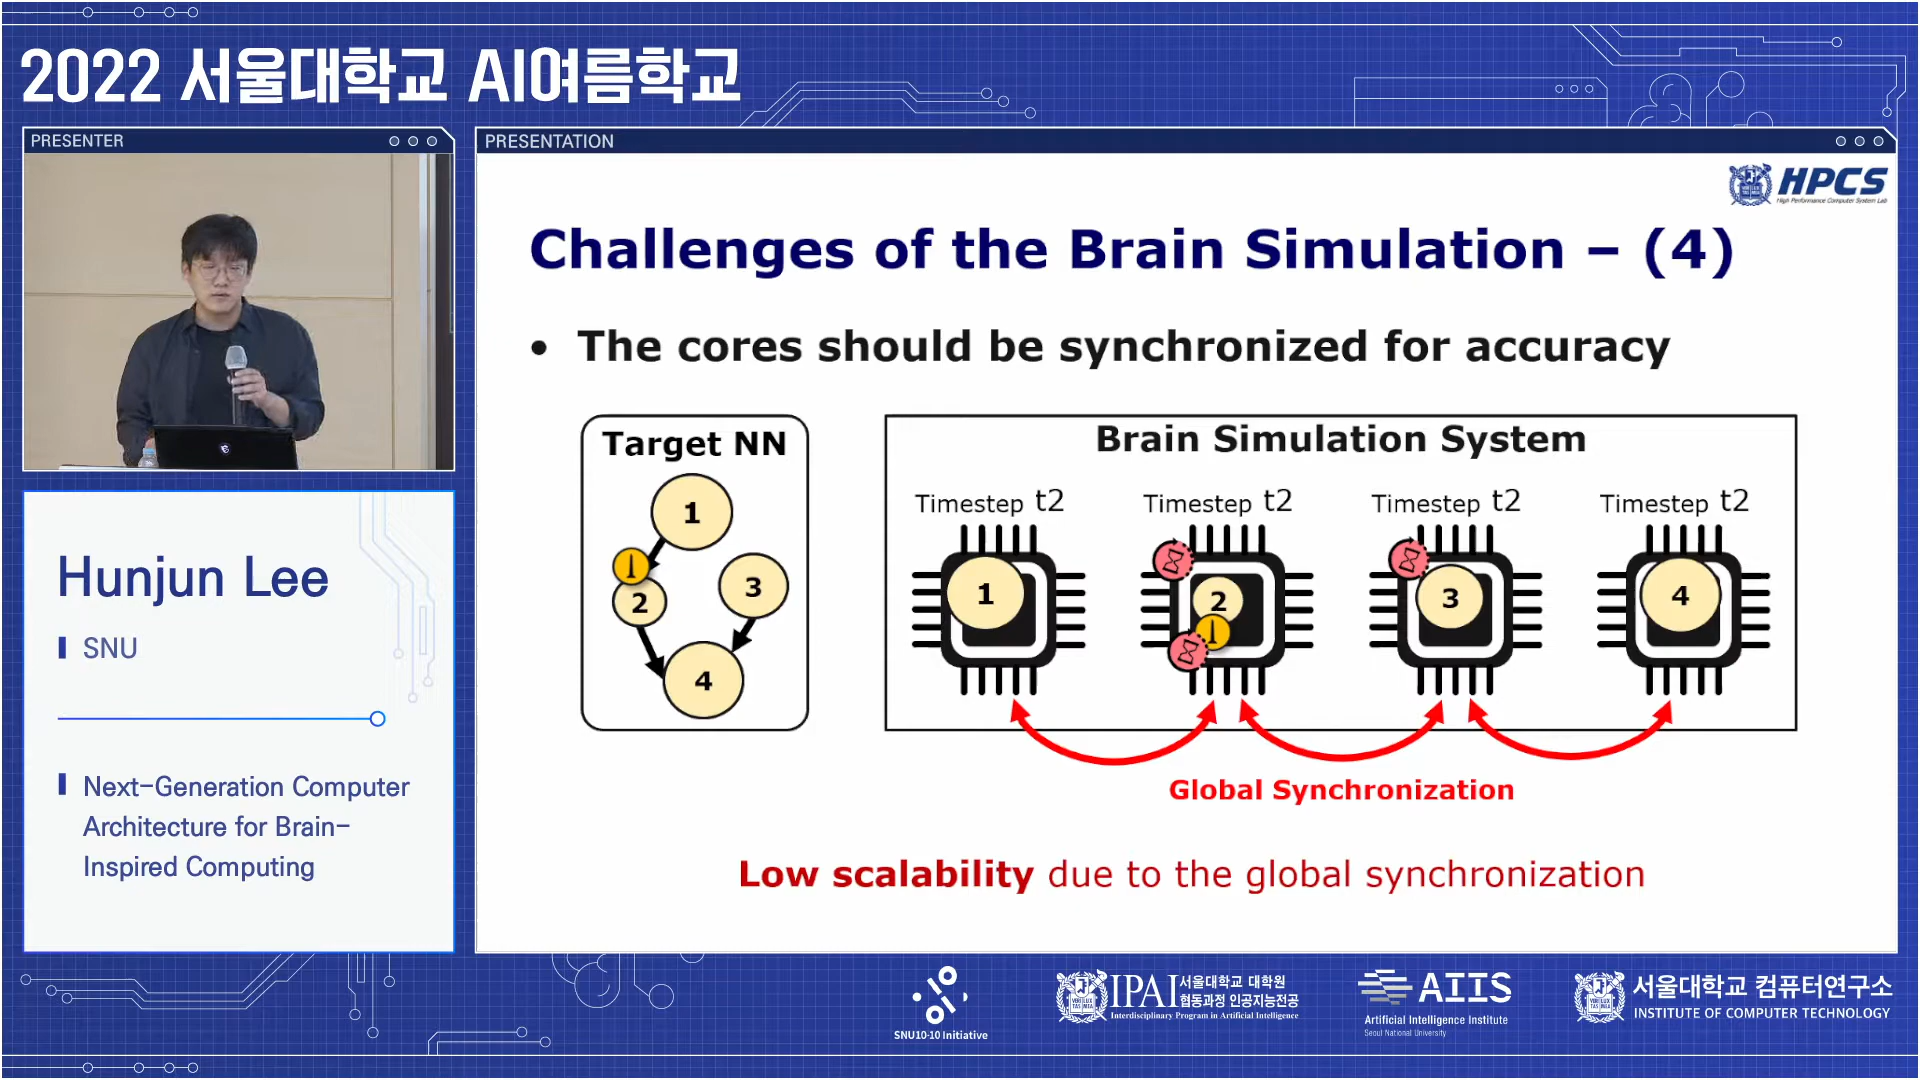 2022 서울대학교 AI여름학교
PRESENTER
PRESENTATION
HPCS
High Performance Computer System Lab
Challenges of the Brain Simulation – (4)
• The cores should be synchronized for accuracy
Target NN
1
2
3
4
Brain Simulation System
Timestep t2
Timestep t2
Timestep t2
Timestep t2
1
2
3
4
Global Synchronization
Low scalability due to the global synchronization
Hunjun Lee
SNU
Next-Generation Computer
Architecture for Brain-
Inspired Computing
SNU10-10 Initiative
IPAI 서울대학교 대학원
협동과정 인공지능전공
Interdisciplinary Program in Artificial Intelligence
AIIS
Artificial Intelligence Institute
Seoul National University
서울대학교 컴퓨터연구소
INSTITUTE OF COMPUTER TECHNOLOGY